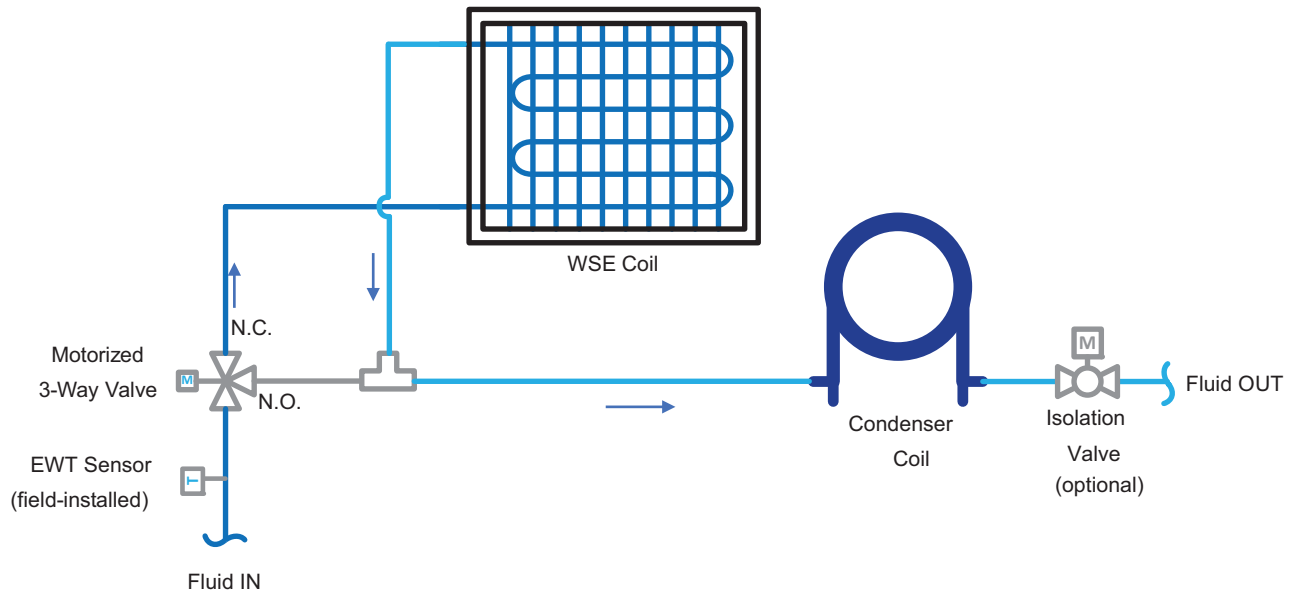 WSE Coil
N.C.
Motorized
3-Way Valve
M
N.O.
EWT Sensor
(field-installed)
T
Fluid IN
Condenser
Coil
M
Isolation
Valve
(optional)
Fluid OUT